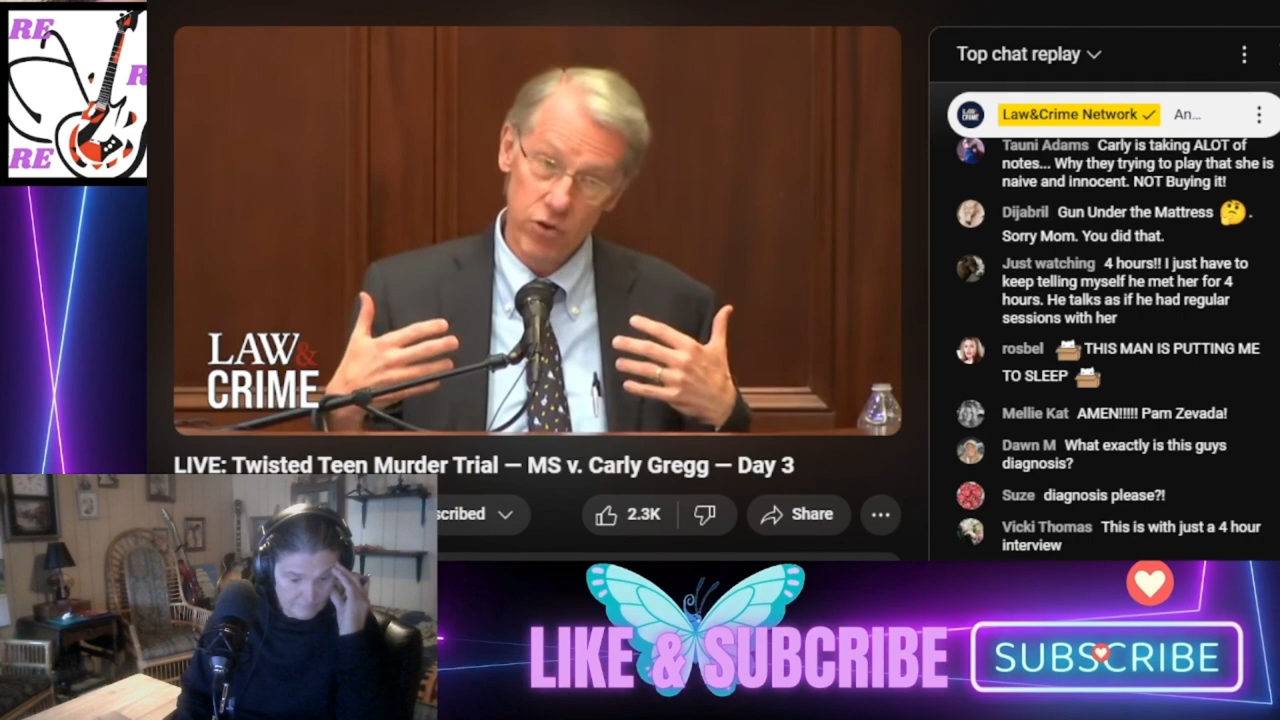 RE
R
RE
LAW&
CRIME
LIVE: Twisted Teen Murder Trial — MS v. Carly Gregg — Day 3
scribed
2.3K
Share
Top chat replay
Law&Crime Network
An...
Tauni Adams Carly is taking ALOT of
notes... Why they trying to play that she is
naive and innocent. NOT Buying it!
Dijabril Gun Under the Mattress 🤔.
Sorry Mom. You did that.
Just watching 4 hours!! I just have to
keep telling myself he met her for 4
hours. He talks as if he had regular
sessions with her
rosbel THIS MAN IS PUTTING ME
TO SLEEP
Mellie Kat AMEN!!!!! Pam Zevada!
Dawn M What exactly is this guys
diagnosis?
Suze diagnosis please?!
Vicki Thomas This is with just a 4 hour
interview
LIKE & SUBCRIBE
SUBSCRIBE